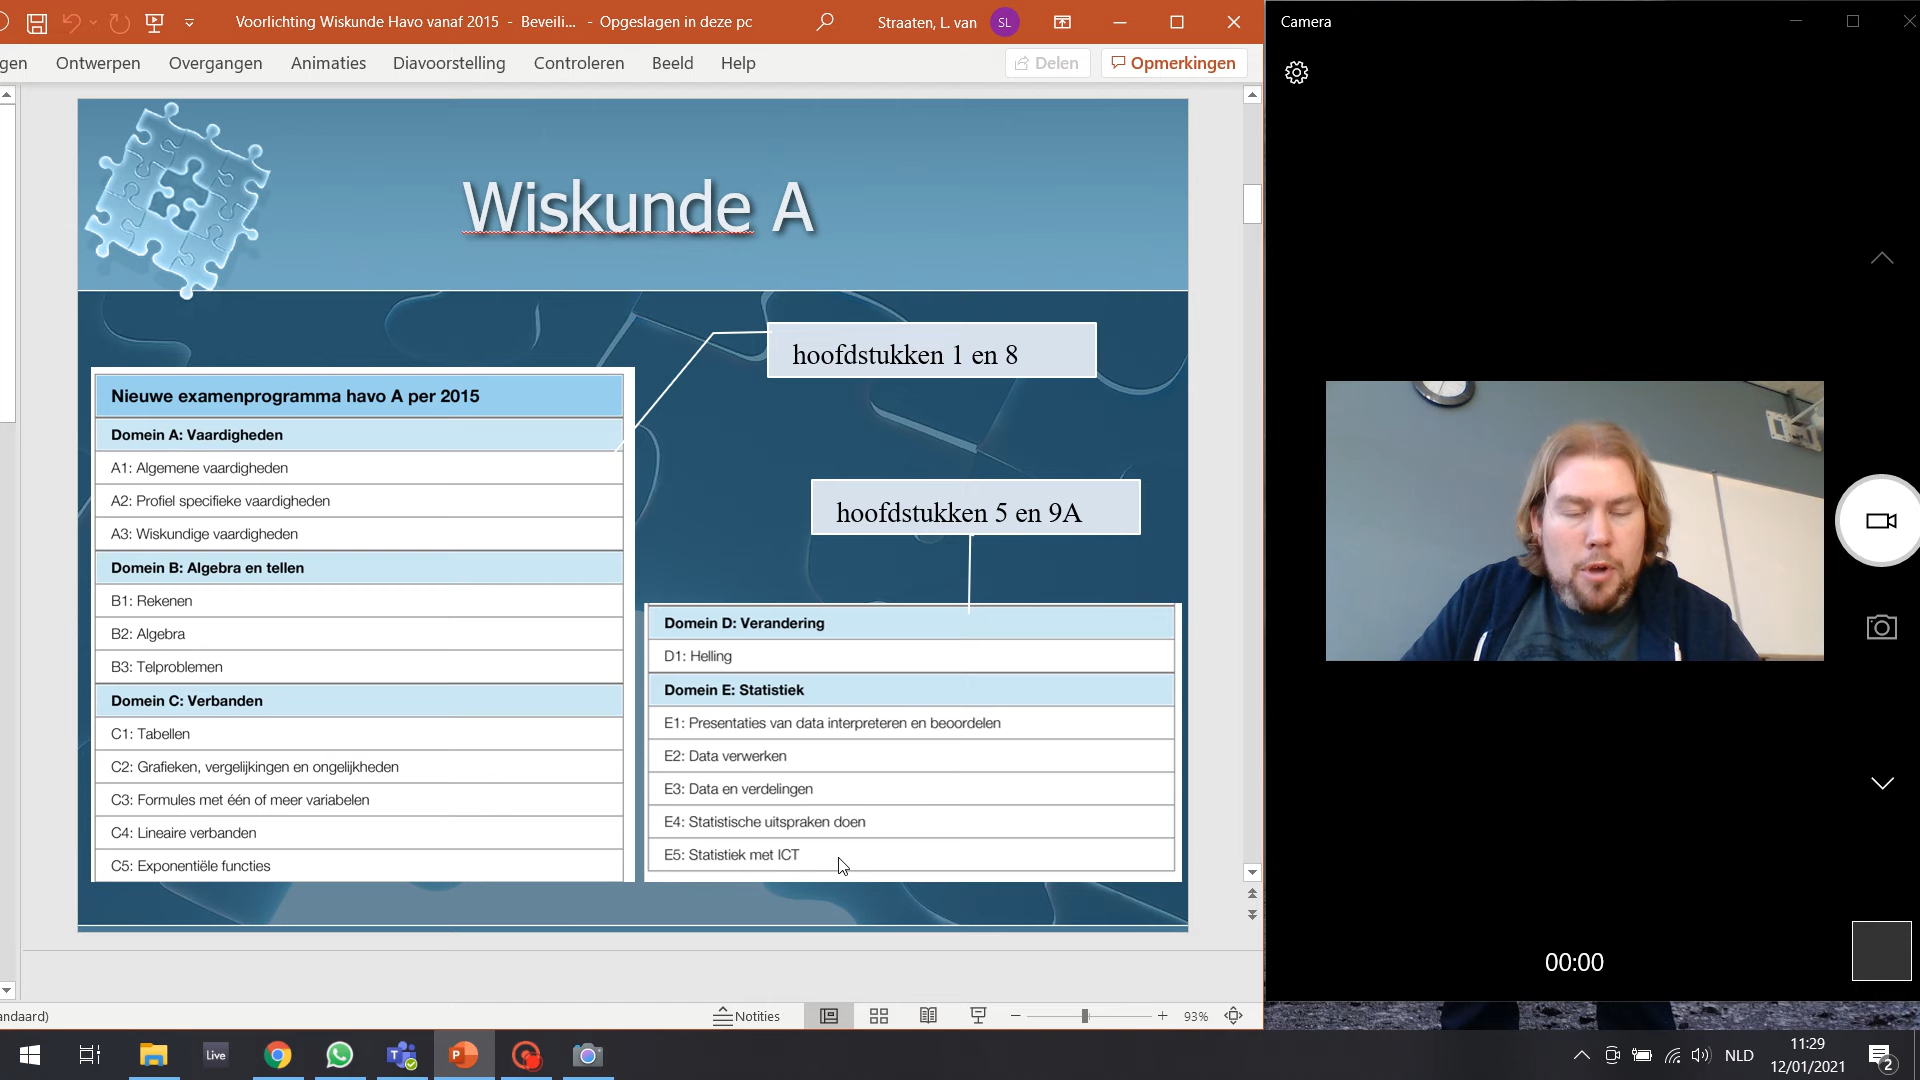 Voorlichting Wiskunde Havo vanaf 2015 - Beveili... - Opgeslagen in deze pc
Straaten, L. van
SL
gen
Ontwerpen
Overgangen
Animaties
Diavoorstelling
Controleren
Beeld
Help
Delen
Opmerkingen
Wiskunde A
hoofdstukken 1 en 8
hoofdstukken 5 en 9A
Nieuwe examenprogramma havo A per 2015
Domein A: Vaardigheden
A1: Algemene vaardigheden
A2: Profiel specifieke vaardigheden
A3: Wiskundige vaardigheden
Domein B: Algebra en tellen
B1: Rekenen
B2: Algebra
B3: Telproblemen
Domein C: Verbanden
C1: Tabellen
C2: Grafieken, vergelijkingen en ongelijkheden
C3: Formules met één of meer variabelen
C4: Lineaire verbanden
C5: Exponentiële functies
Domein D: Verandering
D1: Helling
Domein E: Statistiek
E1: Presentaties van data interpreteren en beoordelen
E2: Data verwerken
E3: Data en verdelingen
E4: Statistische uitspraken doen
E5: Statistiek met ICT
andaard)
Notities
93%
Camera
00:00
Live
NLD
11:29
12/01/2021
2